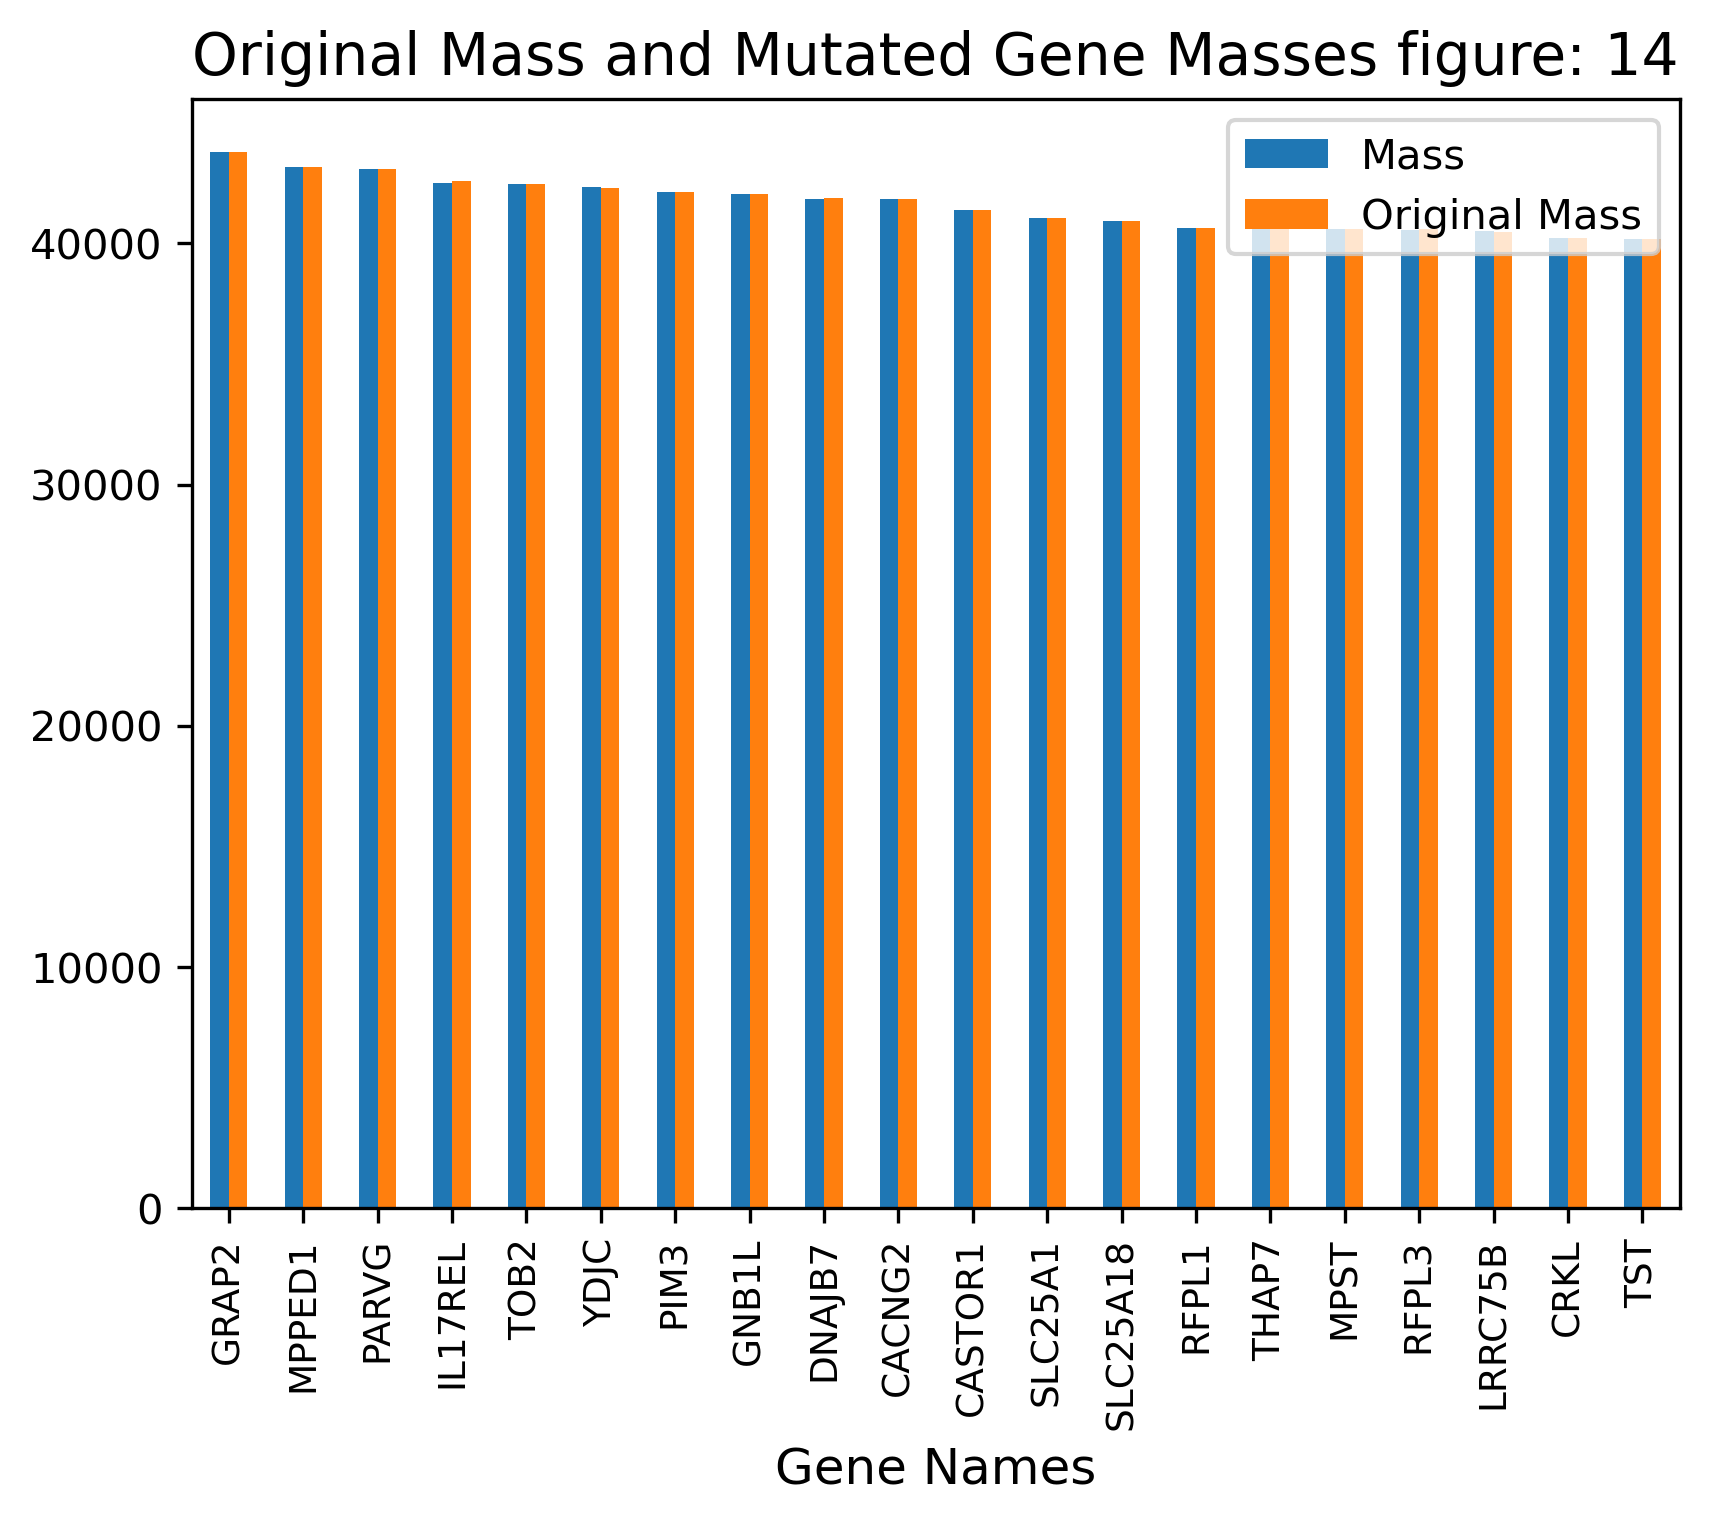 Original Mass and Mutated Gene Masses figure: 14
Mass
Original Mass
40000
30000
20000
10000
0
GRAP2
MPPED1
PARVG
IL17REL
TOB2
YDJC
PIM3
GNB1L
DNAJB7
CACNG2
CASTOR1
SLC25A1
SLC25A18
RFPL1
THAP7
MPST
RFPL3
LRRC75B
CRKL
TST
Gene Names